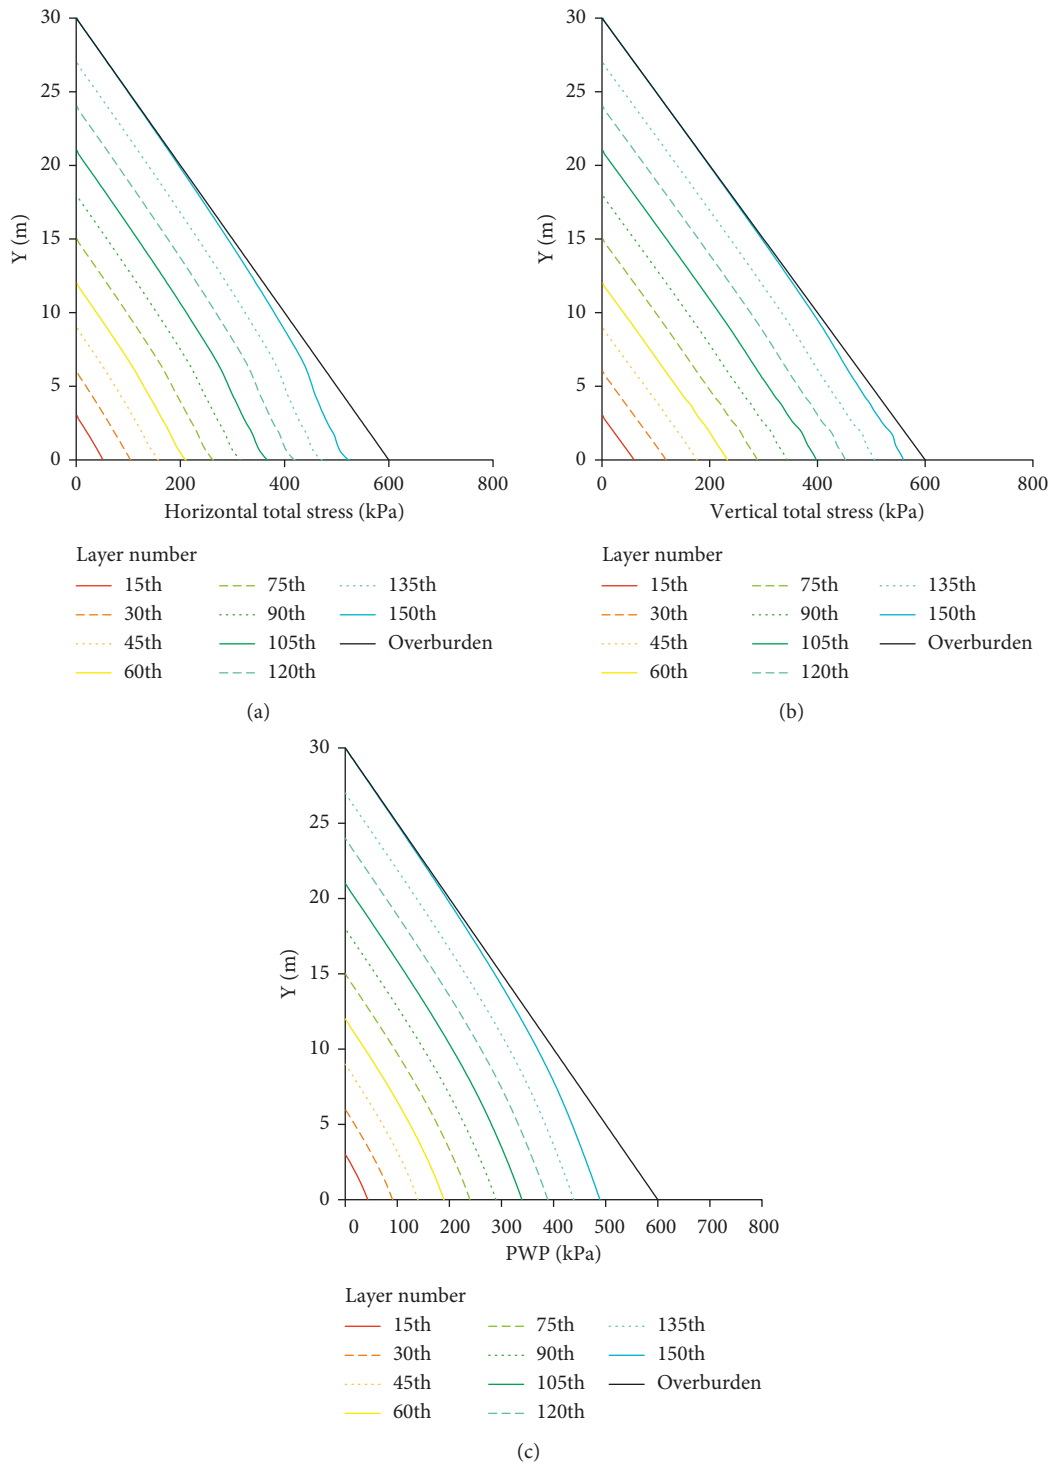 30
25
20
15
10
5
0
Y (m)
0 200 400 600 800
Horizontal total stress (kPa)
Layer number
15th 75th 135th
30th 90th 150th
45th 105th Overburden
60th 120th
(a)
30
25
20
15
10
5
0
Y (m)
0 200 400 600 800
Vertical total stress (kPa)
Layer number
15th 75th 135th
30th 90th 150th
45th 105th Overburden
60th 120th
(b)
30
25
20
15
10
5
0
Y (m)
0 100 200 300 400 500 600 700 800
PWP (kPa)
Layer number
15th 75th 135th
30th 90th 150th
45th 105th Overburden
60th 120th
(c)